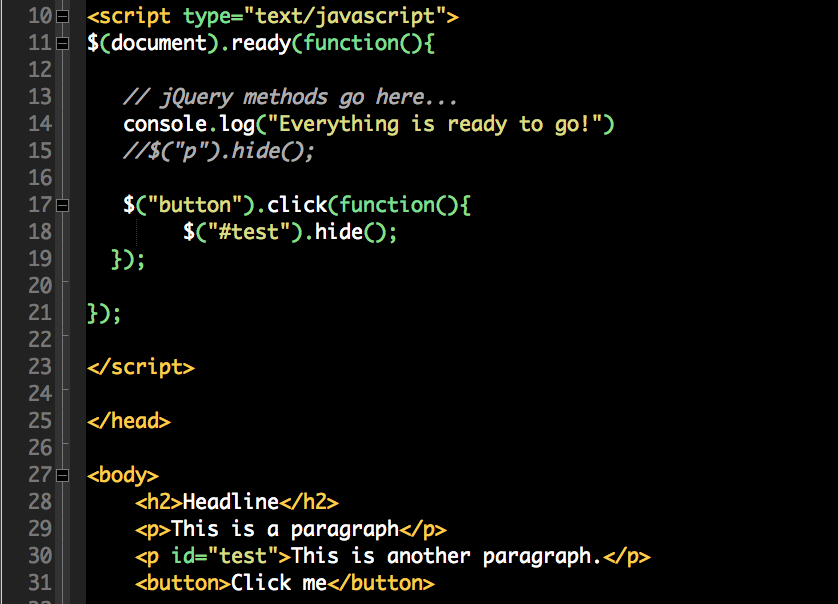 10 <script type="text/javascript">
11 $(document).ready(function(){
12
13 // jQuery methods go here...
14 console.log("Everything is ready to go!")
15 //$("p").hide();
16
17 $("button").click(function(){
18 $("#test").hide();
19 });
20
21 });
22
23 </script>
24
25 </head>
26
27 <body>
28 <h2>Headline</h2>
29 <p>This is a paragraph</p>
30 <p id="test">This is another paragraph.</p>
31 <button>Click me</button>